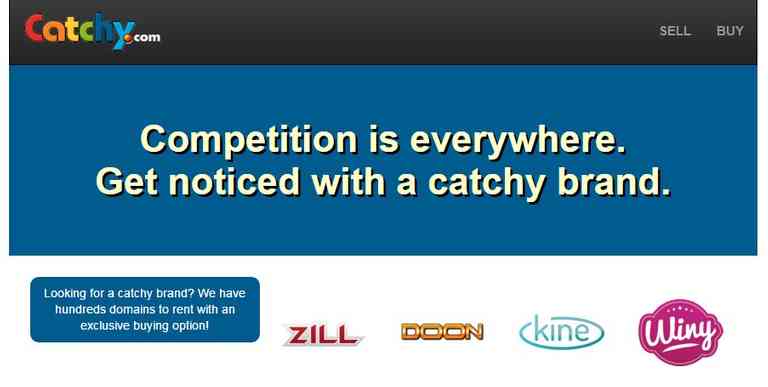 Catchy.com
SELL
BUY
Competition is everywhere.
Get noticed with a catchy brand.
Looking for a catchy brand? We have
hundreds domains to rent with an
exclusive buying option!
ZILL
DOON
kine
Winy